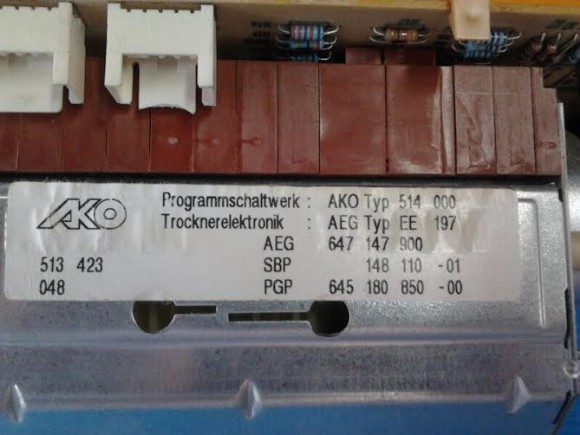 AKO
Programmschaltwerk : AKO Typ 514 000
Trocknerelektronik : AEG Typ EE 197
AEG 647 147 900
513 423 SBP 148 110 -01
048 PGP 645 180 850 -00